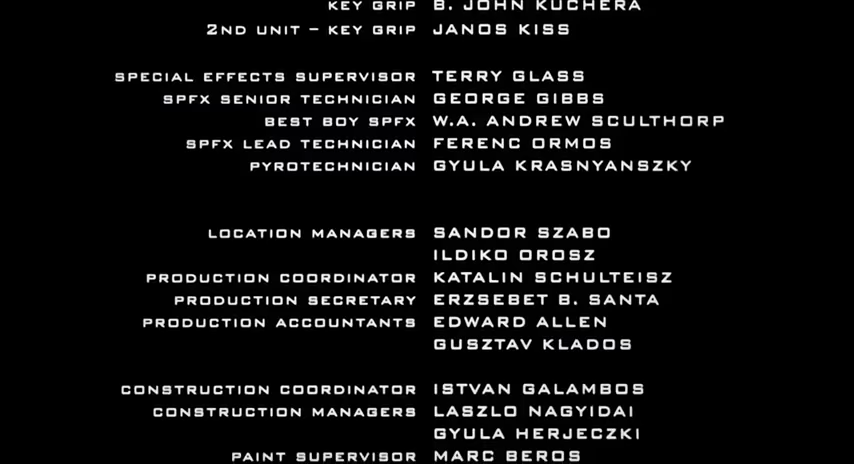 KEY GRIP B. JOHN KUCHERA
2ND UNIT – KEY GRIP JANOS KISS
SPECIAL EFFECTS SUPERVISOR TERRY GLASS
SPFX SENIOR TECHNICIAN GEORGE GIBBS
BEST BOY SPFX W.A. ANDREW SCULTHORP
SPFX LEAD TECHNICIAN FERENC ORMOS
PYROTECHNICIAN GYULA KRASNYANSZKY
LOCATION MANAGERS SANDOR SZABO
ILDIKO OROSZ
PRODUCTION COORDINATOR KATALIN SCHULTEISZ
PRODUCTION SECRETARY ERZSEBET B. SANTA
PRODUCTION ACCOUNTANTS EDWARD ALLEN
GUSZTAV KLADOS
CONSTRUCTION COORDINATOR ISTVAN GALAMBOS
CONSTRUCTION MANAGERS LASZLO NAGYIDAI
GYULA HERJECZKI
PAINT SUPERVISOR MARC BEROS